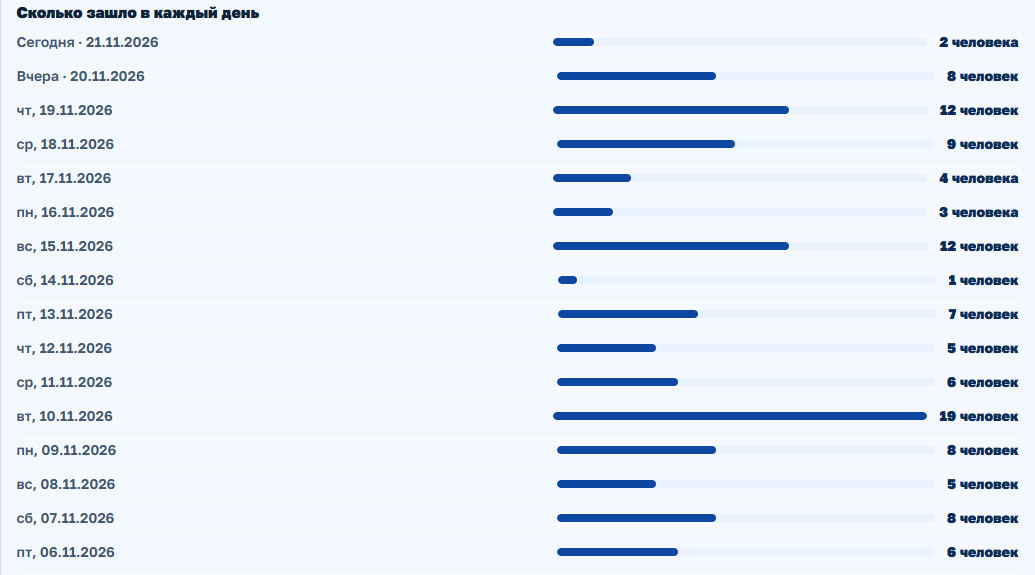 Сколько зашло в каждый день
Сегодня · 21.11.2026 2 человека
Вчера · 20.11.2026 8 человек
чт, 19.11.2026 12 человек
ср, 18.11.2026 9 человек
вт, 17.11.2026 4 человека
пн, 16.11.2026 3 человека
вс, 15.11.2026 12 человек
сб, 14.11.2026 1 человек
пт, 13.11.2026 7 человек
чт, 12.11.2026 5 человек
ср, 11.11.2026 6 человек
вт, 10.11.2026 19 человек
пн, 09.11.2026 8 человек
вс, 08.11.2026 5 человек
сб, 07.11.2026 8 человек
пт, 06.11.2026 6 человек